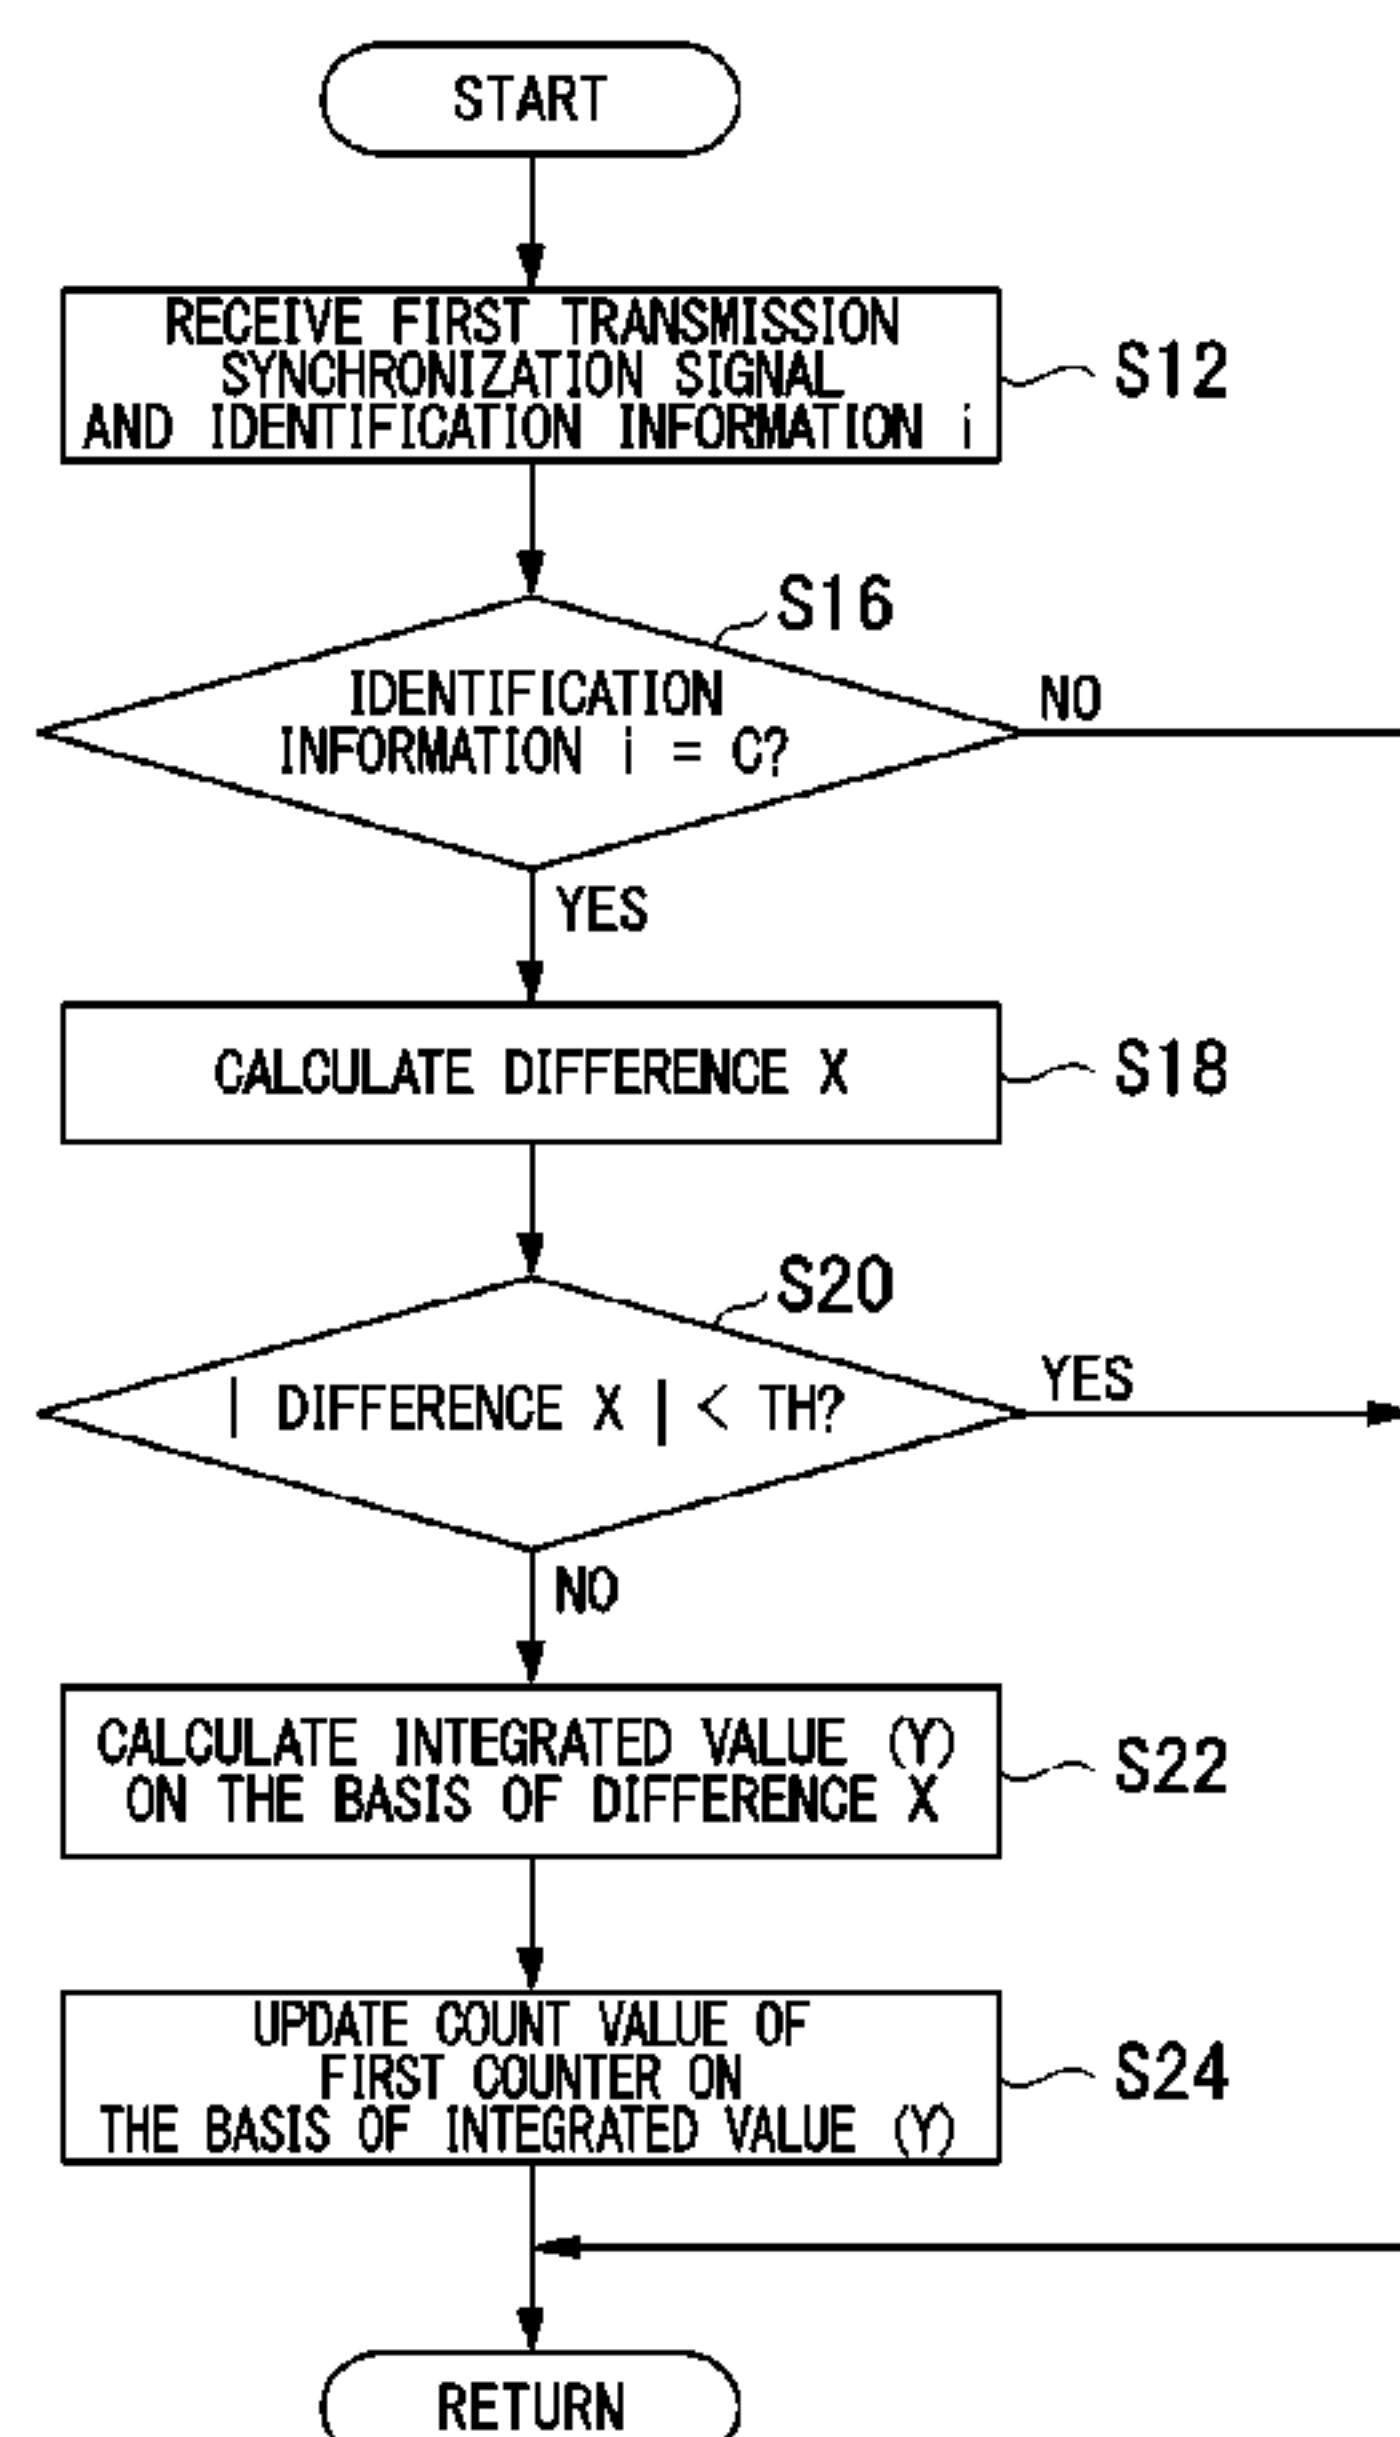 START
RECEIVE FIRST TRANSMISSION
SYNCHRONIZATION SIGNAL
AND IDENTIFICATION INFORMATION i
S12
S16
IDENTIFICATION
INFORMATION i = C?
NO
YES
CALCULATE DIFFERENCE X
S18
S20
| DIFFERENCE X | < TH?
YES
NO
CALCULATE INTEGRATED VALUE (Y)
ON THE BASIS OF DIFFERENCE X
S22
UPDATE COUNT VALUE OF
FIRST COUNTER ON
THE BASIS OF INTEGRATED VALUE (Y)
S24
RETURN